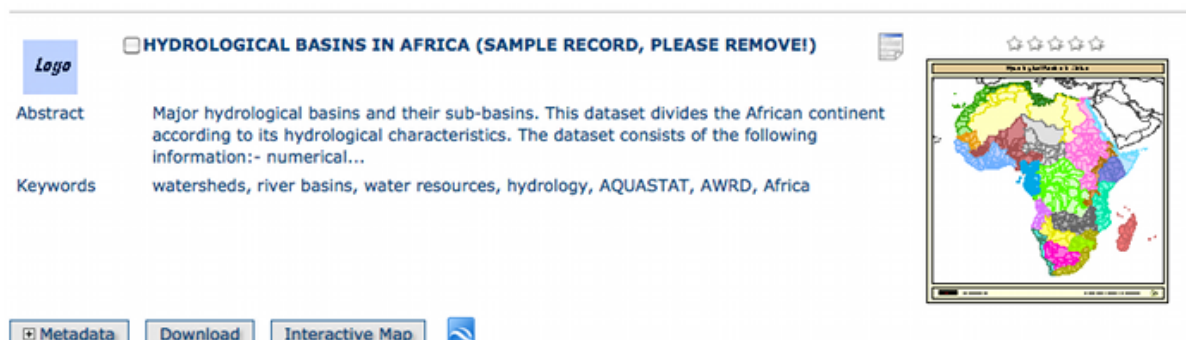 Logo
HYDROLOGICAL BASINS IN AFRICA (SAMPLE RECORD, PLEASE REMOVE!)
Abstract
Major hydrological basins and their sub-basins. This dataset divides the African continent
according to its hydrological characteristics. The dataset consists of the following
information:- numerical...
Keywords
watersheds, river basins, water resources, hydrology, AQUASTAT, AWRD, Africa
Metadata
Download
Interactive Map